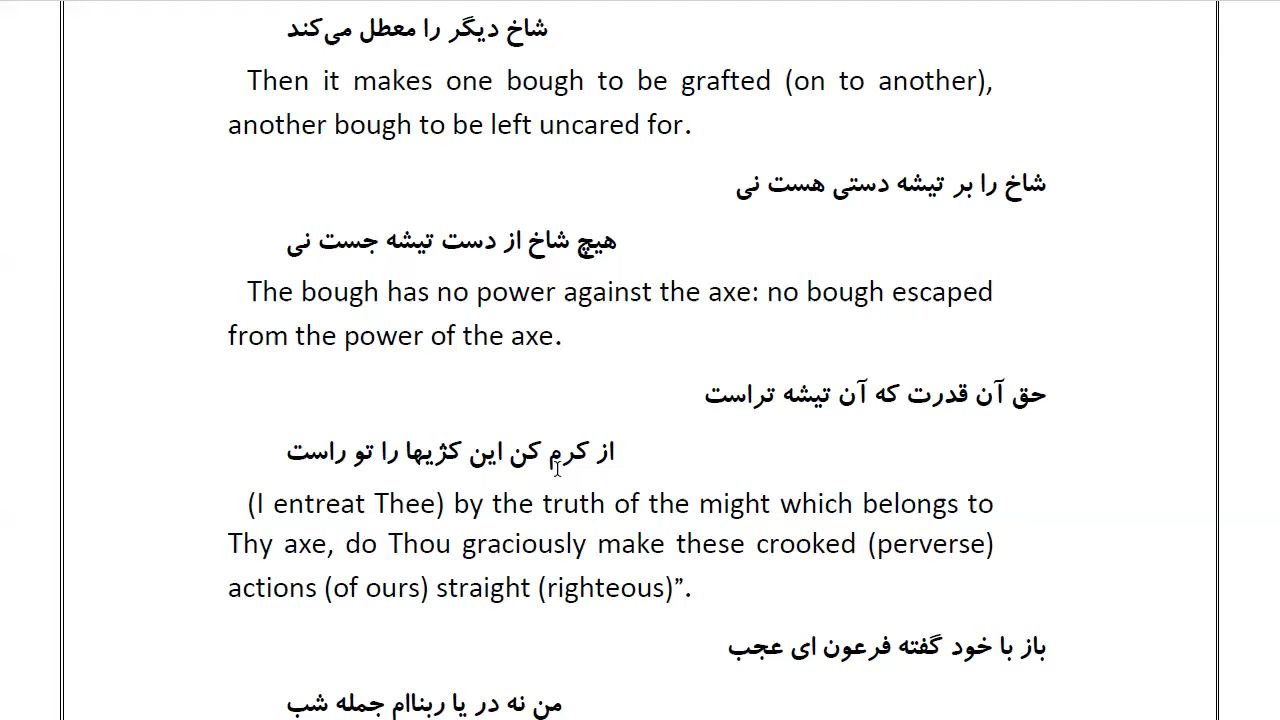 شاخ دیگر را معطل می‌کند
Then it makes one bough to be grafted (on to another),
another bough to be left uncared for.
شاخ را بر تیشه دستی هست نی
هیچ شاخ از دست تیشه جست نی
The bough has no power against the axe: no bough escaped
from the power of the axe.
حق آن قدرت که آن تیشه تراست
از کرم کن این کژیها را تو راست
(I entreat Thee) by the truth of the might which belongs to
Thy axe, do Thou graciously make these crooked (perverse)
actions (of ours) straight (righteous)”.
باز با خود گفته فرعون ای عجب
من نه در یا ربناام جمله شب